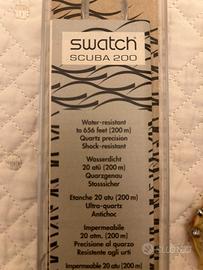 swatch
SCUBA 200
Water-resistant
to 656 feet (200 m)
Quartz precision
Shock-resistant
Wasserdicht
20 atü (200 m)
Quarzgenau
Stosssicher
Etanche 20 atu (200 m)
Ultra-quartz
Antichoc
Impermeabile
20 atm. (200 m)
Precisione al quarzo
Resistente agli urti
Impermeable 20 atu (200 m)